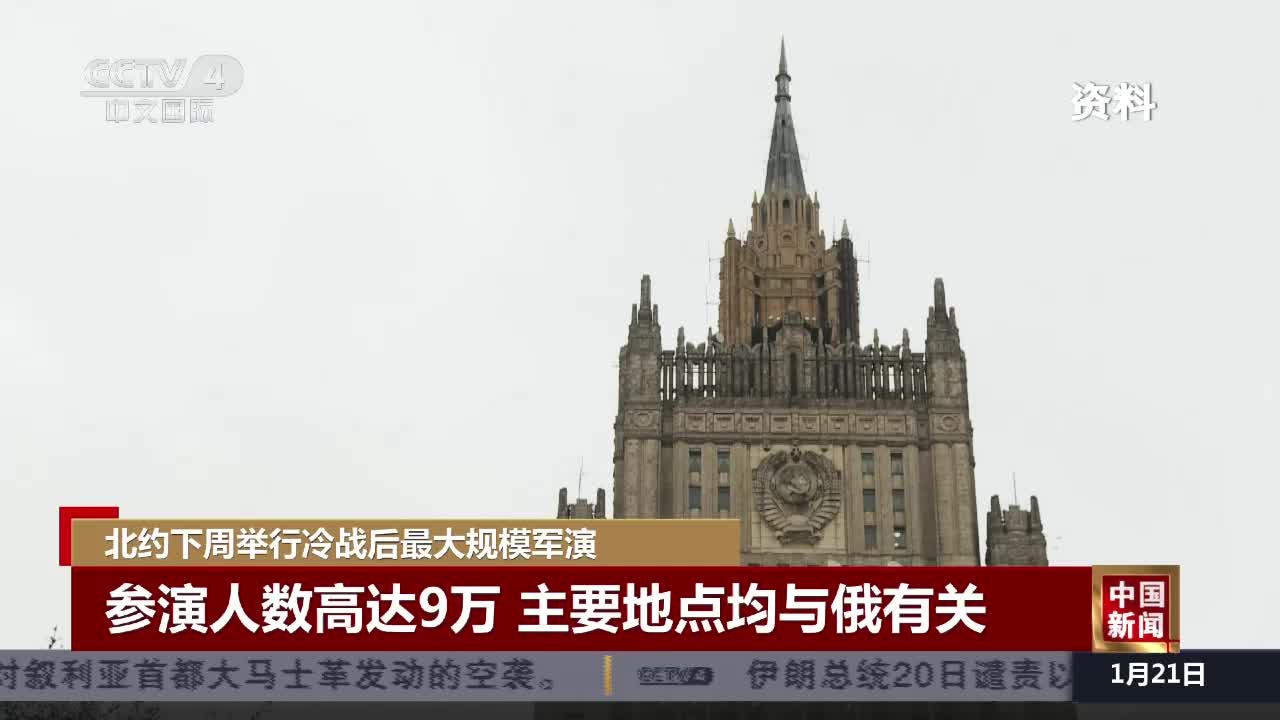 CCTV 4
中文国际
资料
北约下周举行冷战后最大规模军演
参演人数高达9万 主要地点均与俄有关
中国
新闻
对叙利亚首都大马士革发动的空袭。 CCTV 4 伊朗总统20日谴责以
1月21日